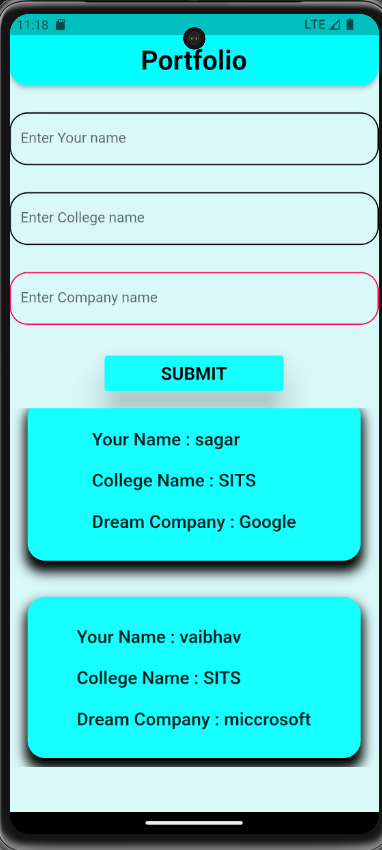 11:18 LTE
Portfolio
Enter Your name
Enter College name
Enter Company name
SUBMIT
Your Name : sagar
College Name : SITS
Dream Company : Google
Your Name : vaibhav
College Name : SITS
Dream Company : miccrosoft